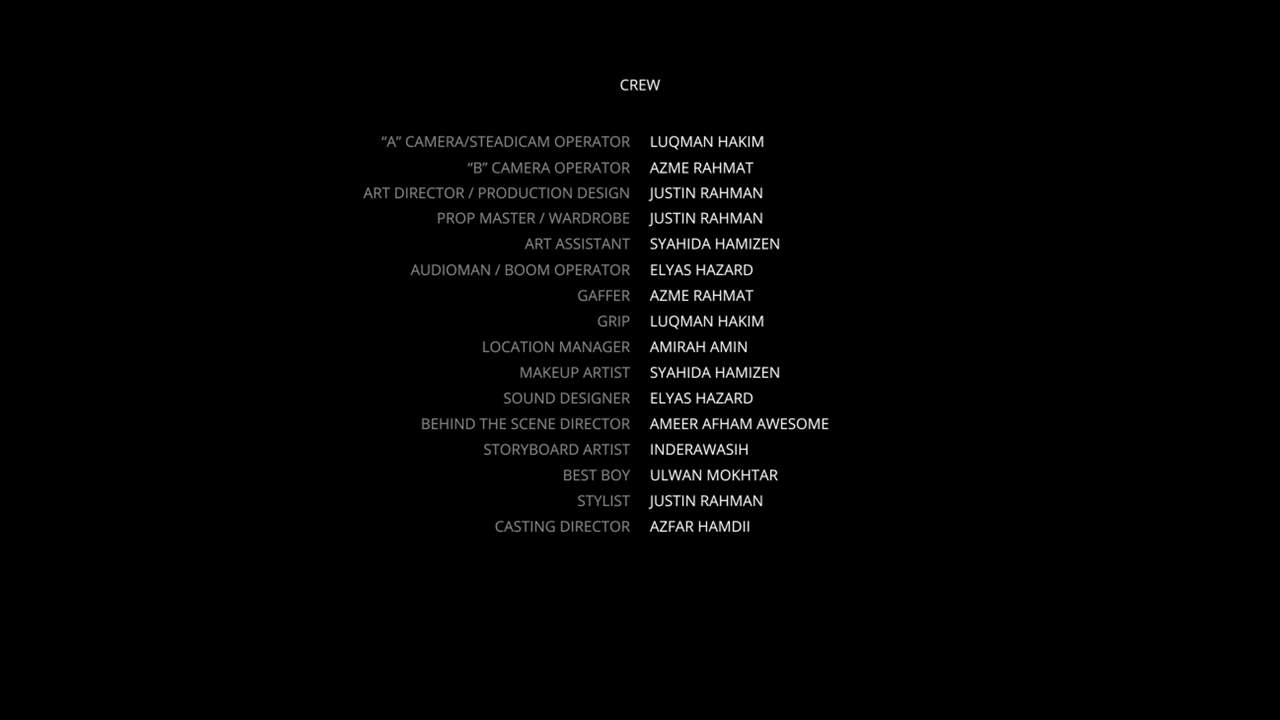 CREW
“A” CAMERA/STEADICAM OPERATOR LUQMAN HAKIM
“B” CAMERA OPERATOR AZME RAHMAT
ART DIRECTOR / PRODUCTION DESIGN JUSTIN RAHMAN
PROP MASTER / WARDROBE JUSTIN RAHMAN
ART ASSISTANT SYAHIDA HAMIZEN
AUDIOMAN / BOOM OPERATOR ELYAS HAZARD
GAFFER AZME RAHMAT
GRIP LUQMAN HAKIM
LOCATION MANAGER AMIRAH AMIN
MAKEUP ARTIST SYAHIDA HAMIZEN
SOUND DESIGNER ELYAS HAZARD
BEHIND THE SCENE DIRECTOR AMEER AFHAM AWESOME
STORYBOARD ARTIST INDERAWASIH
BEST BOY ULWAN MOKHTAR
STYLIST JUSTIN RAHMAN
CASTING DIRECTOR AZFAR HAMDII